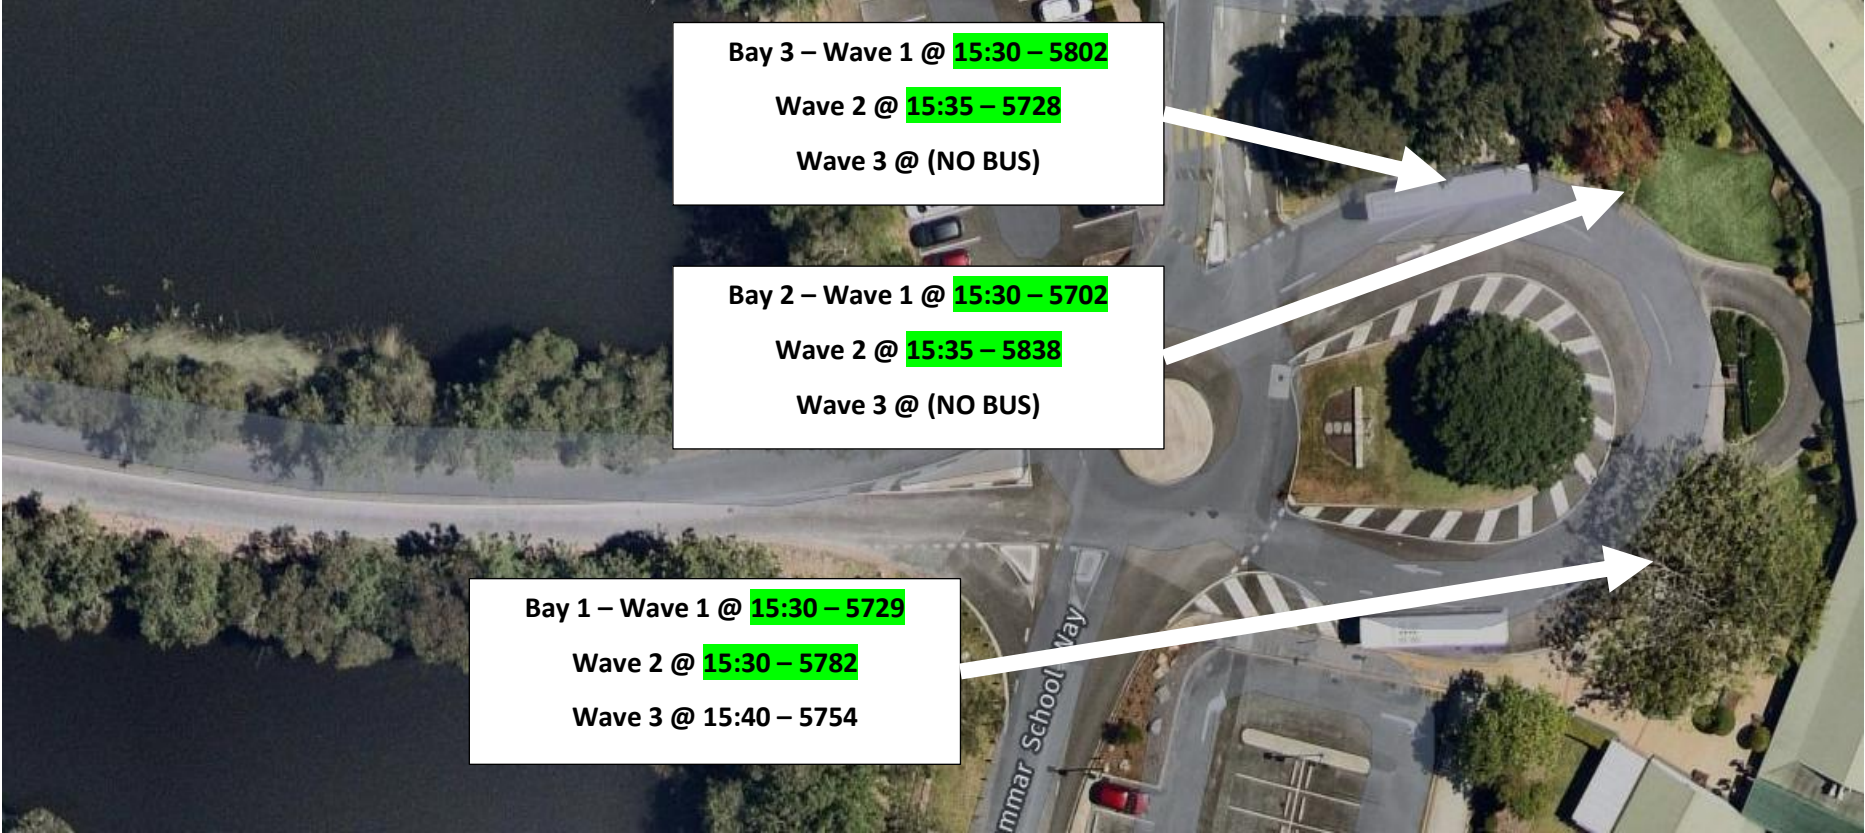 Bay 3 – Wave 1 @ 15:30 – 5802
Wave 2 @ 15:35 – 5728
Wave 3 @ (NO BUS)
Bay 2 – Wave 1 @ 15:30 – 5702
Wave 2 @ 15:35 – 5838
Wave 3 @ (NO BUS)
Bay 1 – Wave 1 @ 15:30 – 5729
Wave 2 @ 15:30 – 5782
Wave 3 @ 15:40 – 5754
mmar School Way